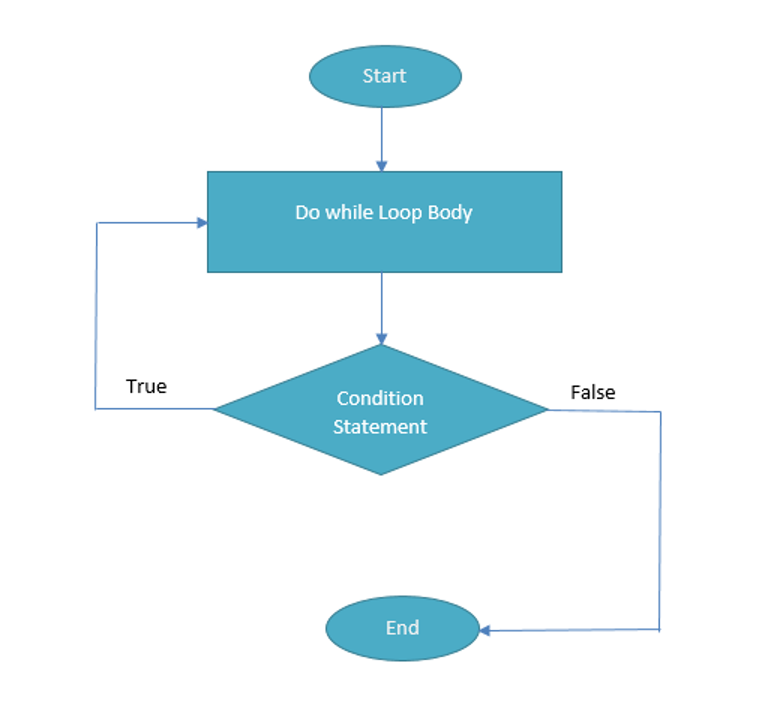 Start
Do while Loop Body
True
Condition
Statement
False
End